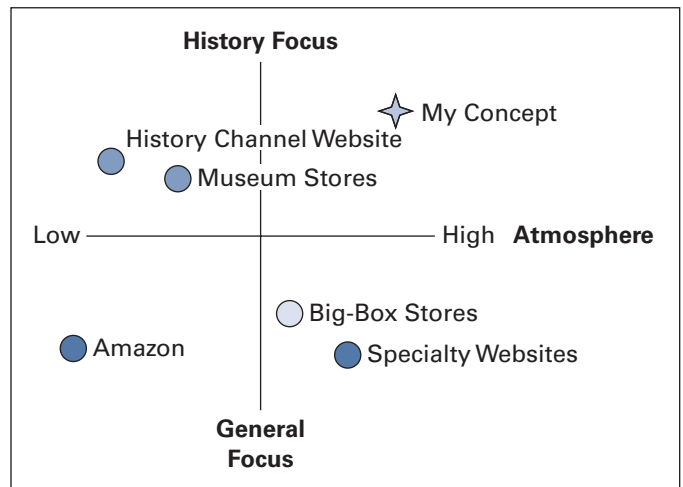 History Focus
My Concept
History Channel Website
Museum Stores
Low
High Atmosphere
Big-Box Stores
Amazon
Specialty Websites
General
Focus